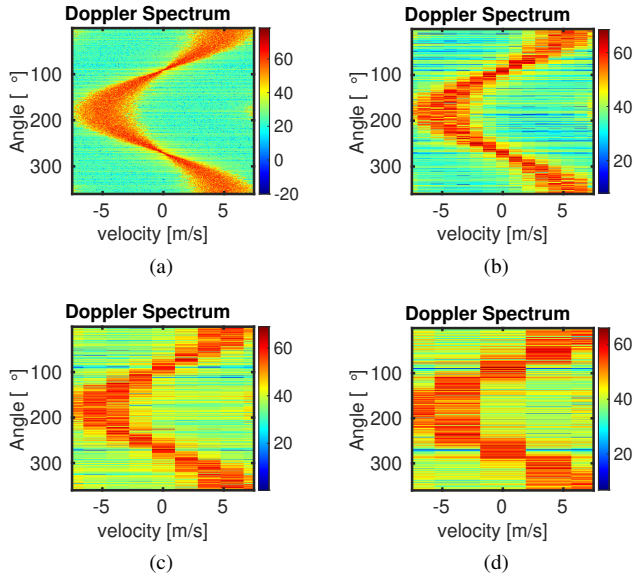 Doppler Spectrum
Angle [ °]
100
200
300
-5
0
5
velocity [m/s]
60
40
20
0
-20
(a)
Doppler Spectrum
Angle [ °]
100
200
300
-5
0
5
velocity [m/s]
60
40
20
(b)
Doppler Spectrum
Angle [ °]
100
200
300
-5
0
5
velocity [m/s]
60
40
20
(c)
Doppler Spectrum
Angle [ °]
100
200
300
-5
0
5
velocity [m/s]
60
40
20
(d)